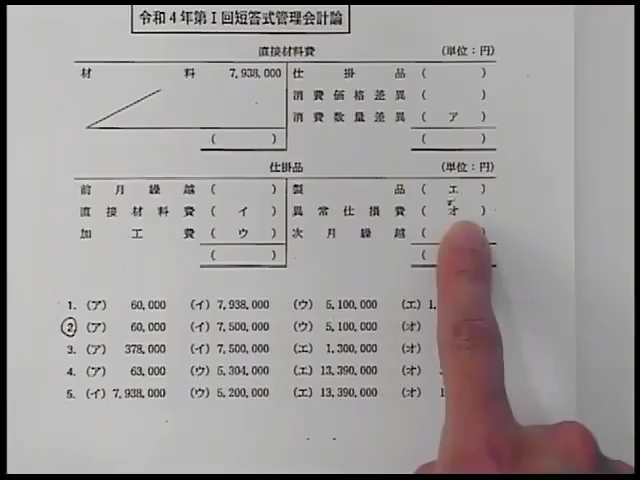 令和4年第Ⅰ回短答式管理会計論
直接材料費 (単位：円)
材 料 7,938,000 仕 掛 品 ( )
消費価格差異 ( )
消費数量差異 ( ア )
( ) ( )
仕掛品 (単位：円)
前月繰越 ( ) 製 品 ( エ )
直接材料費 ( イ ) 異常仕損費 ( オ )
加 工 費 ( ウ ) 次月繰越 (
( ) (
1. (ア) 60,000 (イ) 7,938,000 (ウ) 5,100,000 (エ) 1,
2 (ア) 60,000 (イ) 7,500,000 (ウ) 5,100,000 (オ)
3. (ア) 378,000 (イ) 7,500,000 (エ) 1,300,000 (オ)
4. (ア) 63,000 (ウ) 5,304,000 (エ) 13,390,000 (オ)
5. (イ) 7,938,000 (ウ) 5,200,000 (エ) 13,390,000 (オ) 1